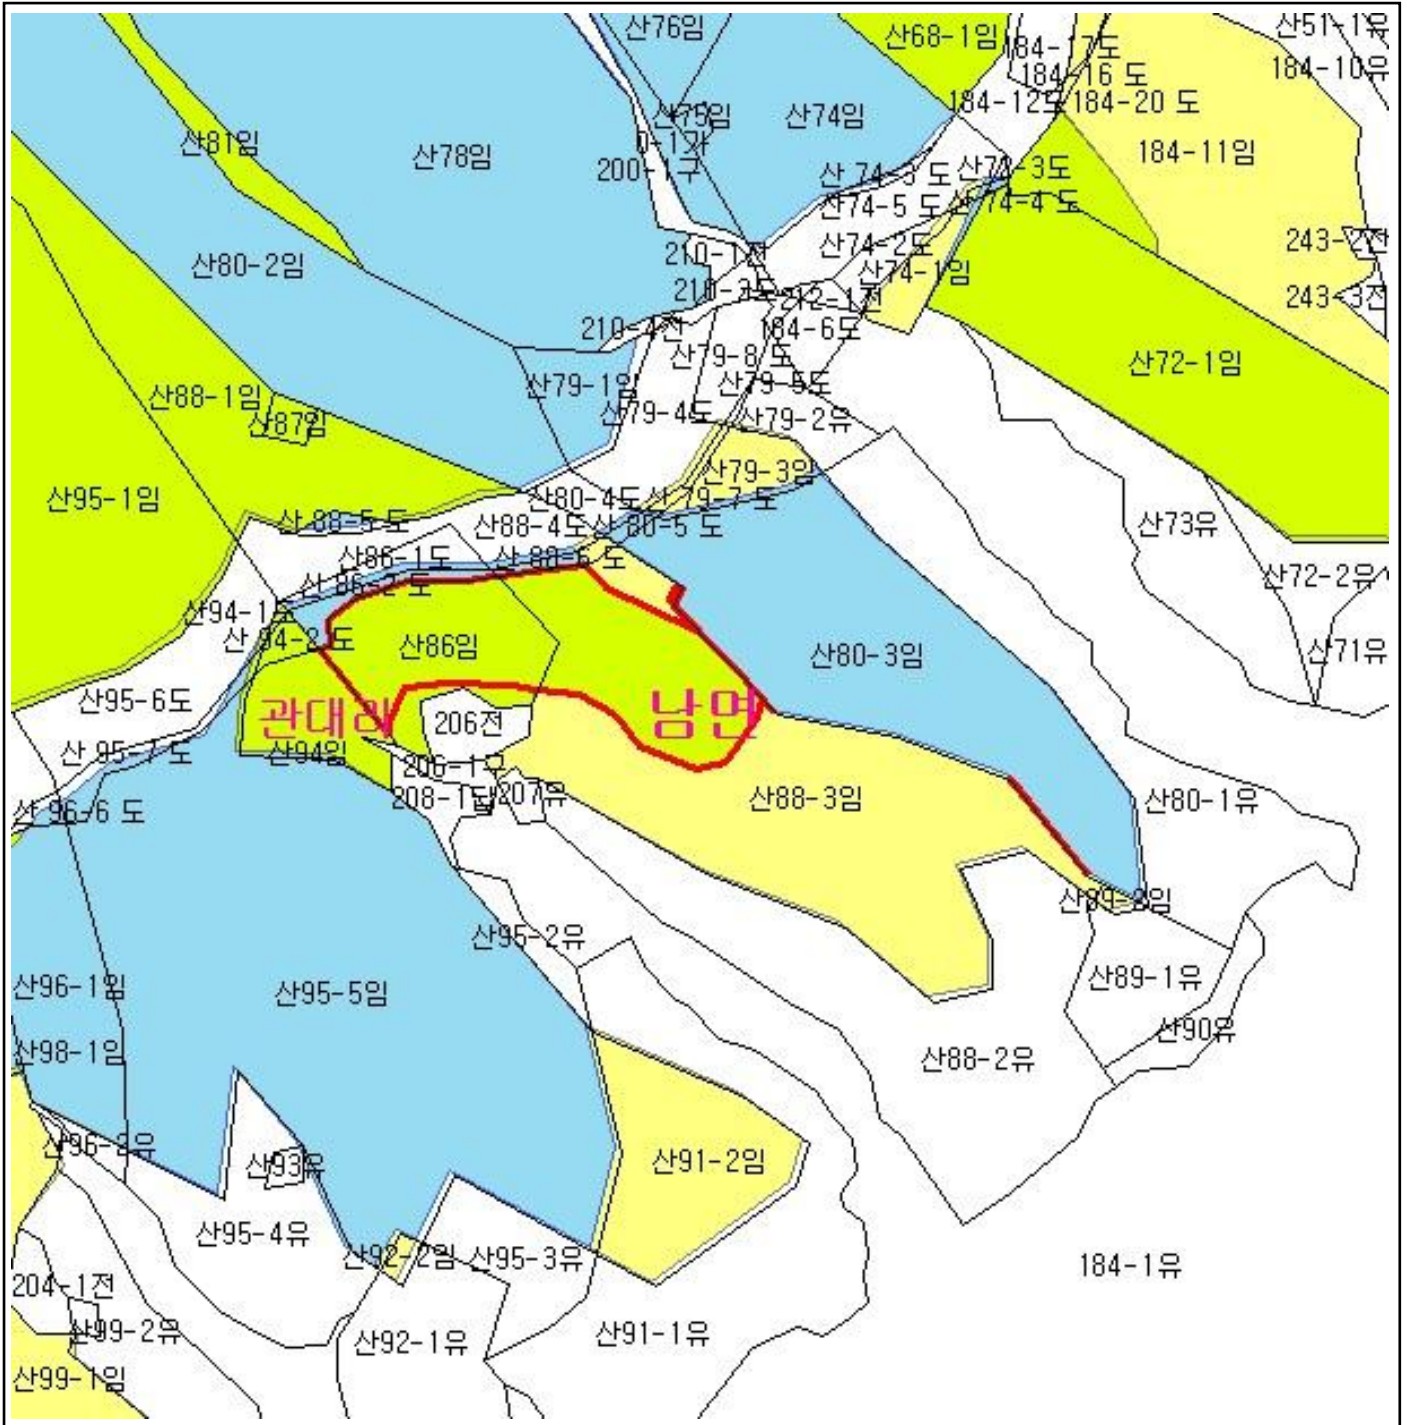 산76임
산68-1임
184-17도
산51-1유
184-16 도
184-10유
184-12도
184-20 도
산75임
산74임
산81임
산78임
184-11임
200-1구
산 74-3 도
산74-5 도
산 74-4 도
산74-2도
243-2전
210-1전
산80-2임
산74-1임
243-3전
212-1전
210-4전
184-6도
산79-8 도
산72-1임
산79-1임
산79-5도
산88-1임
산87임
산79-4도
산79-2유
산79-3임
산95-1임
산80-4도
산 79-7 도
산 88-5 도
산88-4도
산 80-5 도
산73유
산86-1도
산 88-6 도
산72-2유
산 86-2 도
산94-1도
산 94-2 도
산86임
산80-3임
산71유
산95-6도
관대리
남면
206전
산 95-7 도
산94임
206-1구
208-1답
207유
산88-3임
산80-1유
산 96-6 도
산89-2임
산95-2유
산96-1임
산95-5임
산89-1유
산98-1임
산90유
산88-2유
산96-2유
산93유
산91-2임
산95-4유
산92-2임
산95-3유
184-1유
204-1전
산99-2유
산92-1유
산91-1유
산99-1임